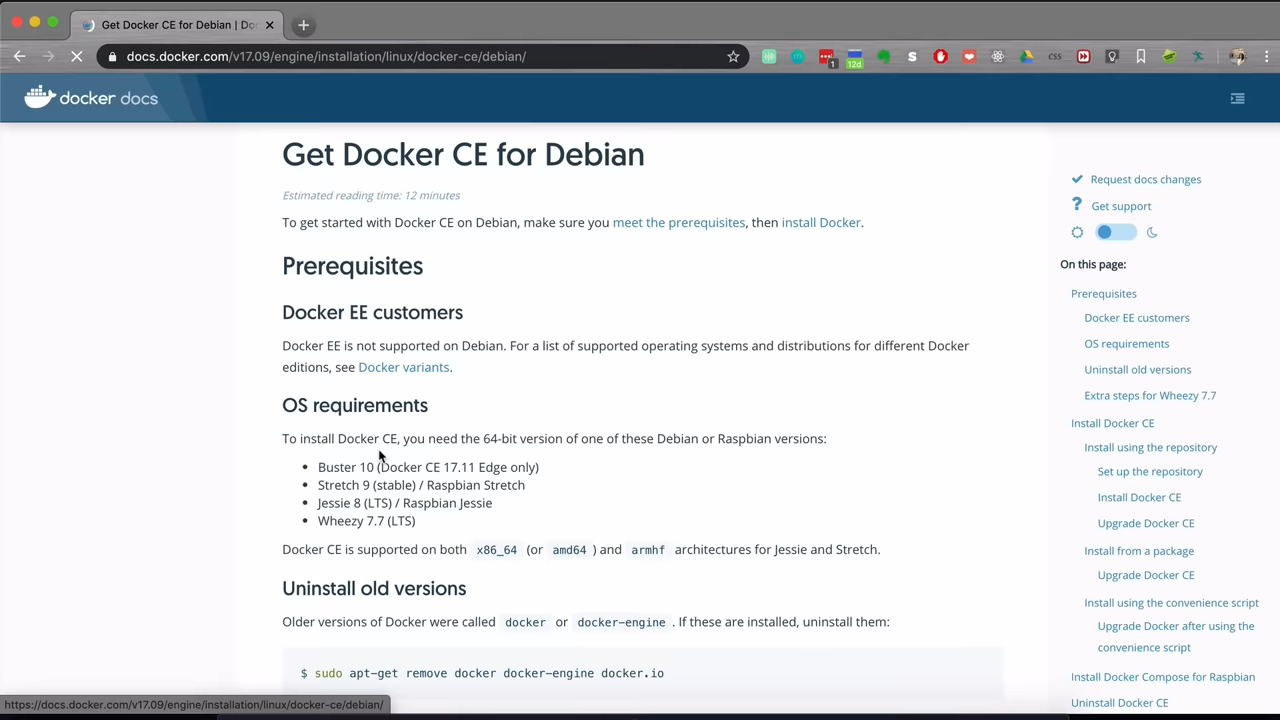 Get Docker CE for Debian | Doc
docs.docker.com/v17.09/engine/installation/linux/docker-ce/debian/
1
12d
S
css
docker docs
Get Docker CE for Debian
Estimated reading time: 12 minutes
To get started with Docker CE on Debian, make sure you meet the prerequisites, then install Docker.
Prerequisites
Docker EE customers
Docker EE is not supported on Debian. For a list of supported operating systems and distributions for different Docker
editions, see Docker variants.
OS requirements
To install Docker CE, you need the 64-bit version of one of these Debian or Raspbian versions:
• Buster 10 (Docker CE 17.11 Edge only)
• Stretch 9 (stable) / Raspbian Stretch
• Jessie 8 (LTS) / Raspbian Jessie
• Wheezy 7.7 (LTS)
Docker CE is supported on both x86_64 (or amd64 ) and armhf architectures for Jessie and Stretch.
Uninstall old versions
Older versions of Docker were called docker or docker-engine . If these are installed, uninstall them:
$ sudo apt-get remove docker docker-engine docker.io
Request docs changes
Get support
On this page:
Prerequisites
Docker EE customers
OS requirements
Uninstall old versions
Extra steps for Wheezy 7.7
Install Docker CE
Install using the repository
Set up the repository
Install Docker CE
Upgrade Docker CE
Install from a package
Upgrade Docker CE
Install using the convenience script
Upgrade Docker after using the
convenience script
Install Docker Compose for Raspbian
Uninstall Docker CE
https://docs.docker.com/v17.09/engine/installation/linux/docker-ce/debian/